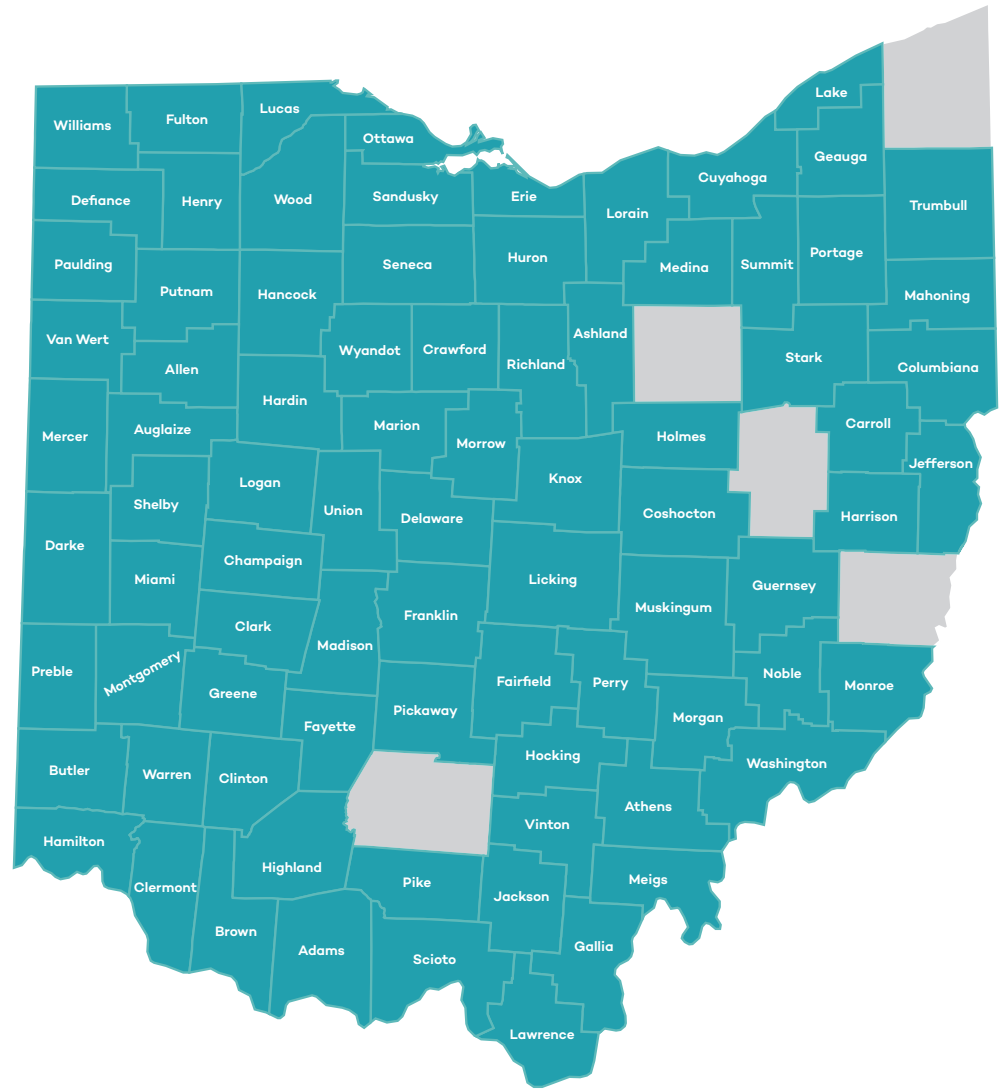 Lake
Lucas
Fulton
Williams
Ottawa
Geauga
Cuyahoga
Sandusky
Erie
Wood
Defiance
Henry
Trumbull
Lorain
Portage
Huron
Seneca
Paulding
Summit
Medina
Putnam
Hancock
Mahoning
Ashland
Van Wert
Wyandot
Crawford
Stark
Richland
Columbiana
Allen
Hardin
Carroll
Marion
Auglaize
Mercer
Holmes
Morrow
Jefferson
Knox
Logan
Shelby
Union
Coshocton
Harrison
Delaware
Darke
Champaign
Miami
Licking
Guernsey
Muskingum
Franklin
Clark
Madison
Preble
Montgomery
Noble
Fairfield
Perry
Monroe
Greene
Pickaway
Morgan
Fayette
Hocking
Washington
Butler
Warren
Clinton
Athens
Vinton
Hamilton
Highland
Meigs
Pike
Clermont
Jackson
Brown
Gallia
Adams
Scioto
Lawrence